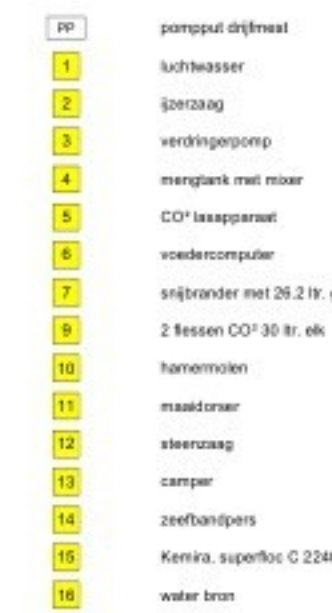 PP pompput drijfmest
1 luchtwasser
2 ijzerzaag
3 verdringerpomp
4 mengtank met mixer
5 CO² lasapparaat
6 voedercomputer
7 snijbrander met 26.2 ltr.
9 2 flessen CO² 30 ltr. elk
10 hamermolen
11 maaidorser
12 steenzaag
13 camper
14 zeefbandpers
15 Kemira, superfloc C 224
16 water bron